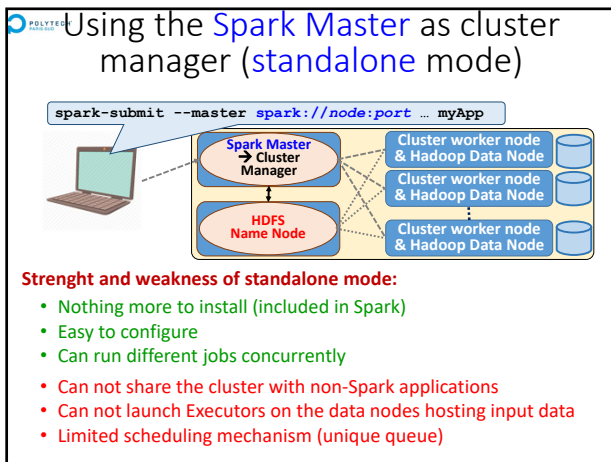 POLYTECH
PARIS-SUD
Using the Spark Master as cluster
manager (standalone mode)
spark-submit --master spark://node:port … myApp
Spark Master
➔ Cluster
Manager
HDFS
Name Node
Cluster worker node
& Hadoop Data Node
Cluster worker node
& Hadoop Data Node
Cluster worker node
& Hadoop Data Node
Strenght and weakness of standalone mode:
• Nothing more to install (included in Spark)
• Easy to configure
• Can run different jobs concurrently
• Can not share the cluster with non-Spark applications
• Can not launch Executors on the data nodes hosting input data
• Limited scheduling mechanism (unique queue)